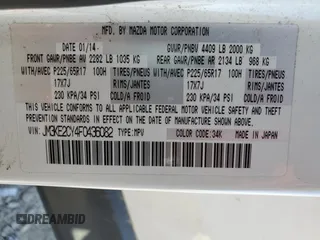 MFD. BY MAZDA MOTOR CORPORATION
DATE 01/14- GVWR/PNBV 4409 LB 2000 KG
FRONT GAWR/PNBE AV 2282 LB 1035 KG REAR GAWR/PNBE AR 2134 LB 968 KG
WITH/AVEC P225/65R17 100H TIRES/PNEUS WITH/AVEC P225/65R17 100H TIRES/PNEUS
17X7J RIMS/JANTES 17X7J RIMS/JANTES
230 KPA/34 PSI COLD/A FROID 230 KPA/34 PSI COLD/A FROID
THIS VEHICLE CONFORMS TO ALL APPLICABLE FEDERAL MOTOR VEHICLE SAFETY
STANDARDS IN EFFECT ON THE DATE OF MANUFACTURE SHOWN ABOVE.
JM3KE2CY4F0436082 TYPE:MPV COLOR CODE:34K MADE IN JAPAN
DREAMBID